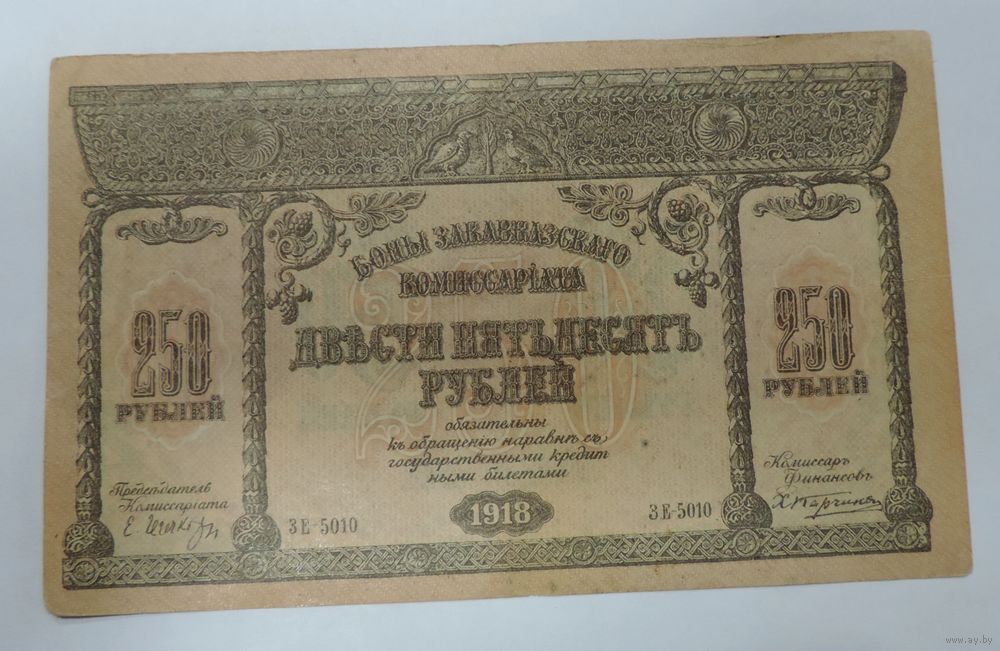 БОНЫ ЗАКАВКАЗСКАГО
КОМИССАРІАТА
ДВѢСТИ ПЯТЬДЕСЯТЪ
РУБЛЕЙ
250
РУБЛЕЙ
250
РУБЛЕЙ
250
обязательны
къ обращенію наравнѣ съ
государственными кредит
ными билетами
Предсѣдатель
Комиссаріата
Комиссаръ
Финансовъ
ЗЕ-5010
1918
ЗЕ-5010
www.ay.by